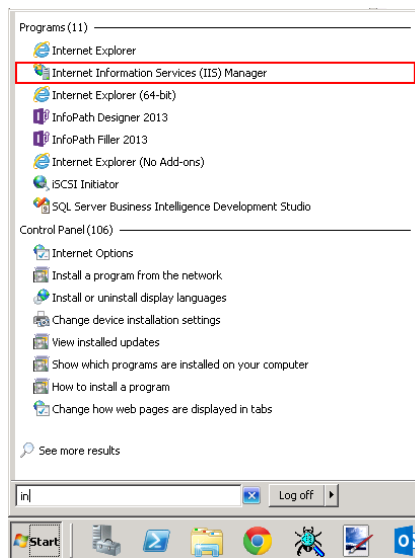 Programs (11)
Internet Explorer
Internet Information Services (IIS) Manager
Internet Explorer (64-bit)
InfoPath Designer 2013
InfoPath Filler 2013
Internet Explorer (No Add-ons)
iSCSI Initiator
SQL Server Business Intelligence Development Studio
Control Panel (106)
Internet Options
Install a program from the network
Install or uninstall display languages
Change device installation settings
View installed updates
Show which programs are installed on your computer
How to install a program
Change how web pages are displayed in tabs
See more results
in
Log off
Start